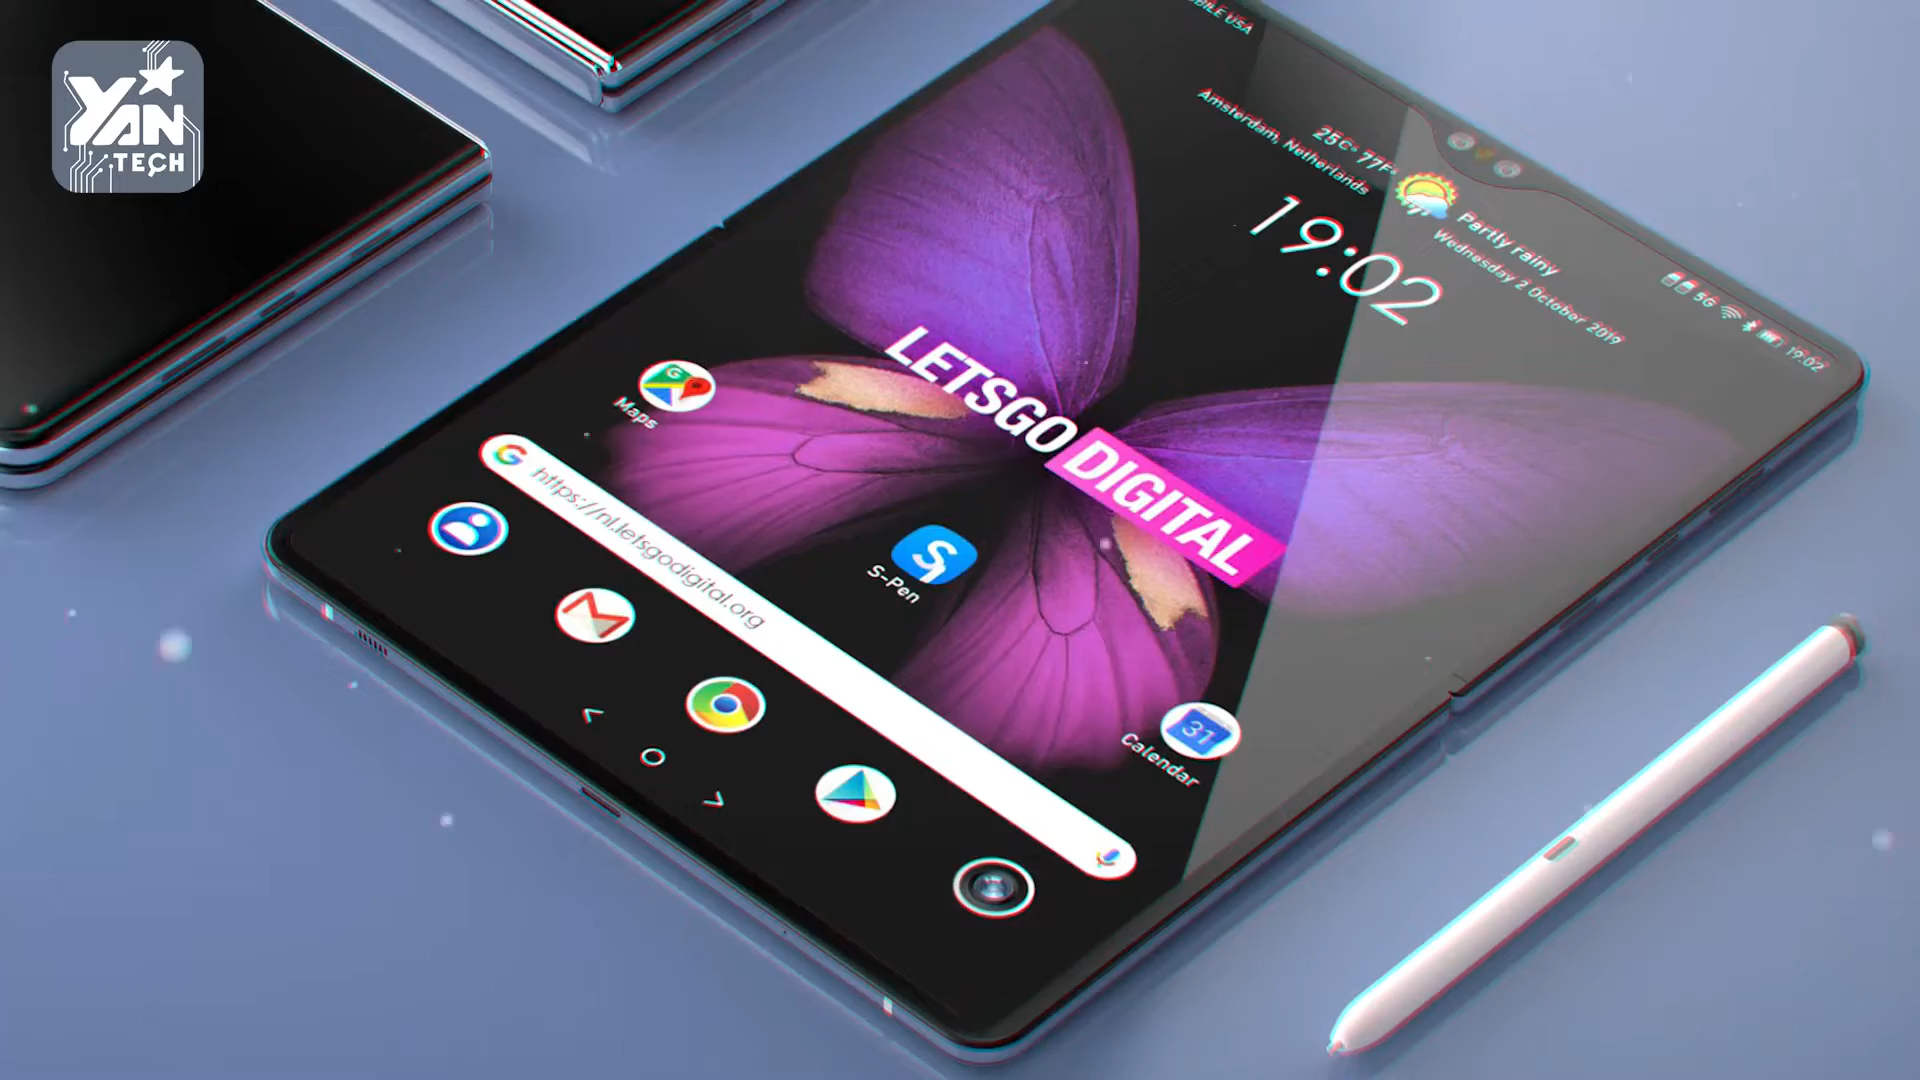 YAN
TECH
BILE USA
Amsterdam, Netherlands
25C° 77F°
19:02
Partly rainy
Wednesday 2 October 2019
5G
19:02
LETSGO DIGITAL
Maps
G
https://nl.letsgodigital.org
S
S-Pen
31
Calendar